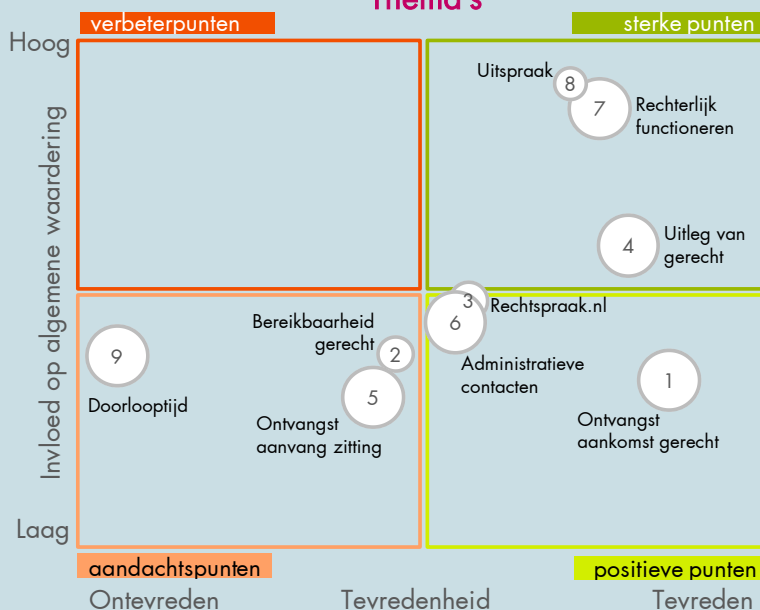 Thema's
verbeterpunten
sterke punten
Hoog
Uitspraak
8
7
Rechterlijk
functioneren
Invloed op algemene waardering
4
Uitleg van
gerecht
3
Rechtspraak.nl
Bereikbaarheid
gerecht
2
6
9
Administratieve
contacten
1
5
Doorlooptijd
Ontvangst
aanvang zitting
Ontvangst
aankomst gerecht
Laag
aandachtspunten
positieve punten
Ontevreden
Tevredenheid
Tevreden